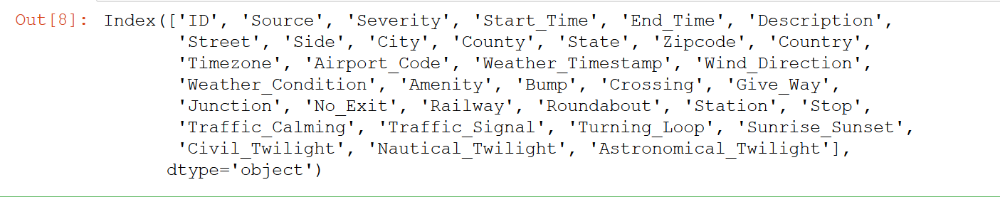 Out[8]: Index(['ID', 'Source', 'Severity', 'Start_Time', 'End_Time', 'Description',
'Street', 'Side', 'City', 'County', 'State', 'Zipcode', 'Country',
'Timezone', 'Airport_Code', 'Weather_Timestamp', 'Wind_Direction',
'Weather_Condition', 'Amenity', 'Bump', 'Crossing', 'Give_Way',
'Junction', 'No_Exit', 'Railway', 'Roundabout', 'Station', 'Stop',
'Traffic_Calming', 'Traffic_Signal', 'Turning_Loop', 'Sunrise_Sunset',
'Civil_Twilight', 'Nautical_Twilight', 'Astronomical_Twilight'],
dtype='object')